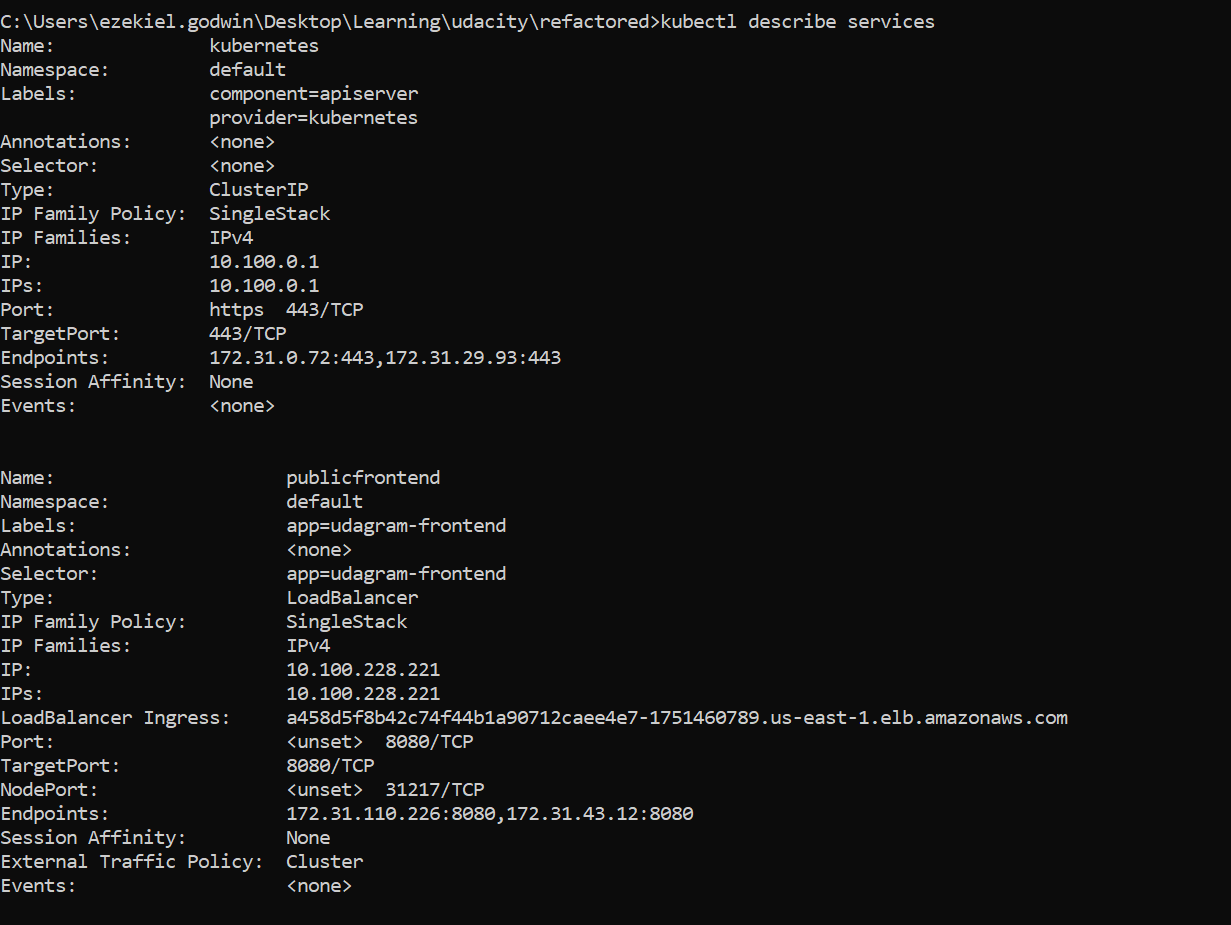 C:\Users\ezekiel.godwin\Desktop\Learning\udacity\refactored>kubectl describe services
Name:              kubernetes
Namespace:         default
Labels:            component=apiserver
                   provider=kubernetes
Annotations:       <none>
Selector:          <none>
Type:              ClusterIP
IP Family Policy:  SingleStack
IP Families:       IPv4
IP:                10.100.0.1
IPs:               10.100.0.1
Port:              https  443/TCP
TargetPort:        443/TCP
Endpoints:         172.31.0.72:443,172.31.29.93:443
Session Affinity:  None
Events:            <none>
Name:                     publicfrontend
Namespace:                default
Labels:                   app=udagram-frontend
Annotations:              <none>
Selector:                 app=udagram-frontend
Type:                     LoadBalancer
IP Family Policy:         SingleStack
IP Families:              IPv4
IP:                       10.100.228.221
IPs:                      10.100.228.221
LoadBalancer Ingress:     a458d5f8b42c74f44b1a90712caee4e7-1751460789.us-east-1.elb.amazonaws.com
Port:                     <unset>  8080/TCP
TargetPort:               8080/TCP
NodePort:                 <unset>  31217/TCP
Endpoints:                172.31.110.226:8080,172.31.43.12:8080
Session Affinity:         None
External Traffic Policy:  Cluster
Events:                   <none>